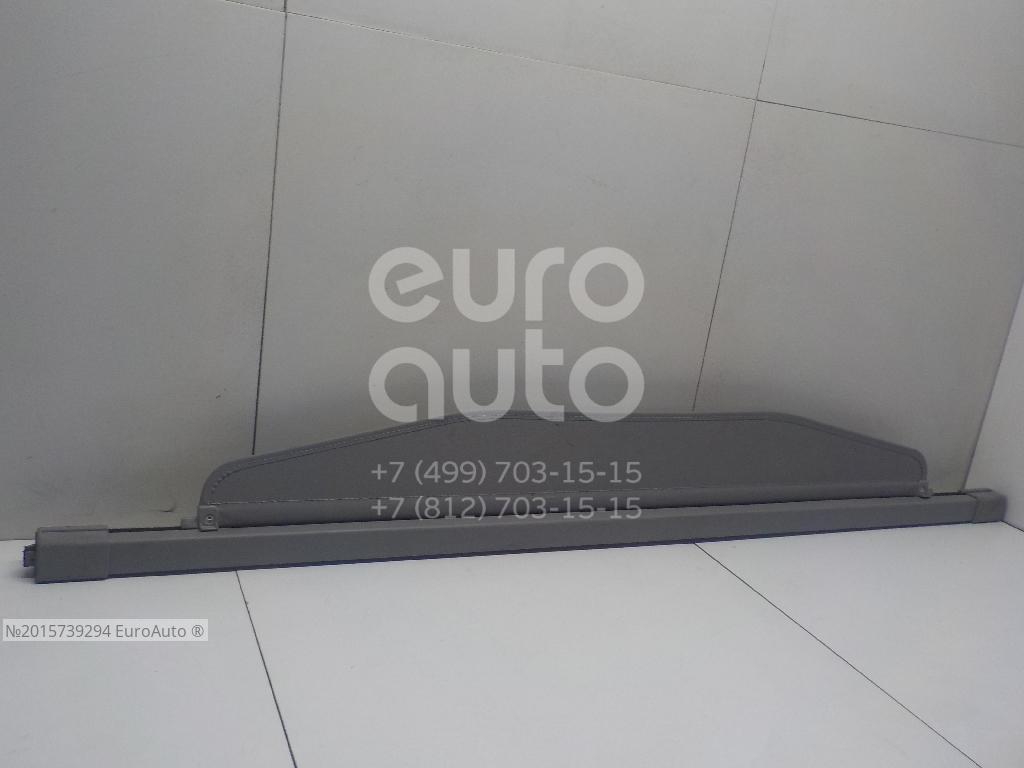 euro
auto
+7 (499) 703-15-15
+7 (812) 703-15-15
№2015739294 EuroAuto ®